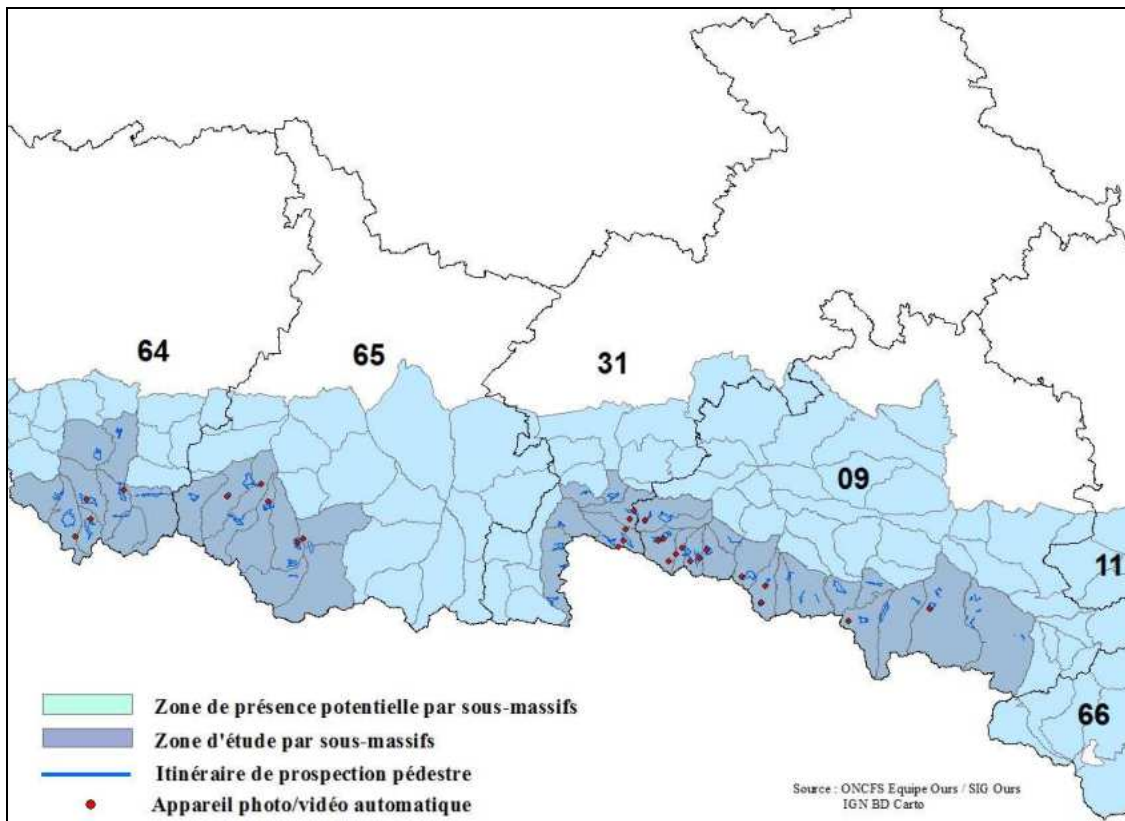 64
65
31
09
11
66
Zone de présence potentielle par sous-massifs
Zone d'étude par sous-massifs
Itinéraire de prospection pédestre
Appareil photo/vidéo automatique
Source : ONCFS Equipe Ours / SIG Ours
IGN BD Carto